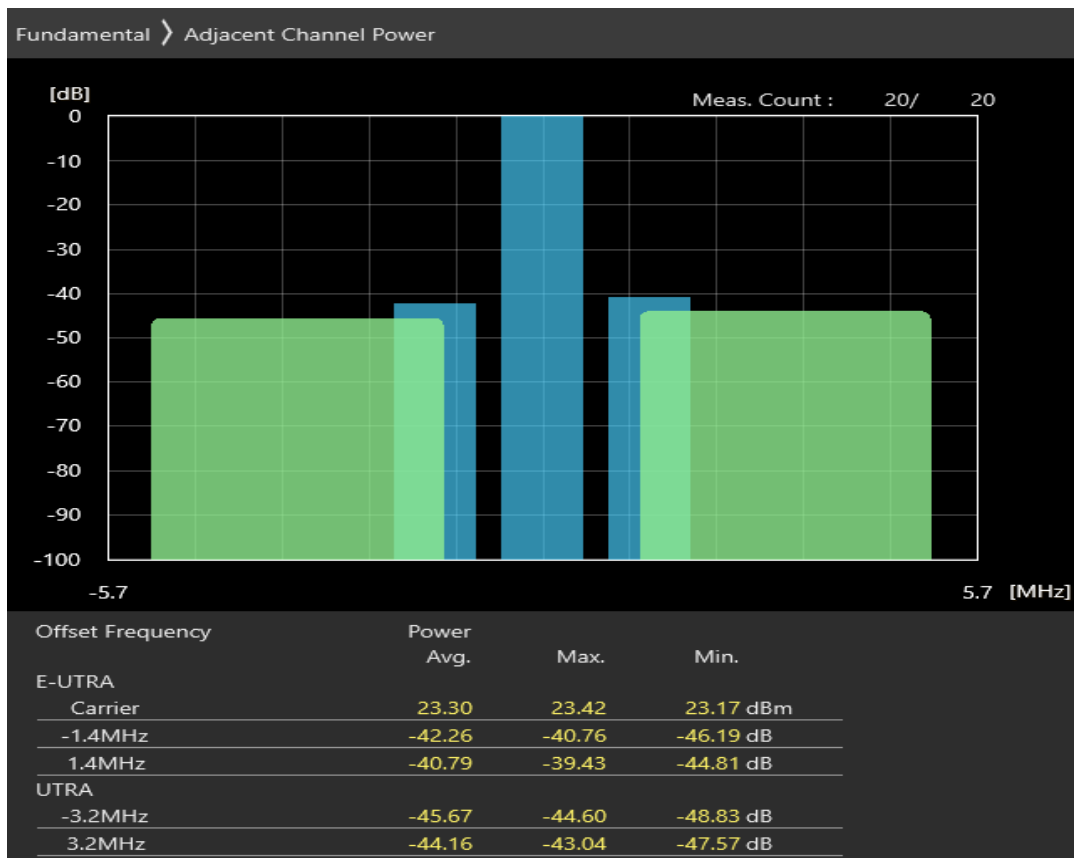 Fundamental 〉 Adjacent Channel Power
[dB]
Meas. Count : 20/ 20
0
-10
-20
-30
-40
-50
-60
-70
-80
-90
-100
-5.7 5.7 [MHz]
Offset Frequency Power
Avg. Max. Min.
E-UTRA
Carrier 23.30 23.42 23.17 dBm
-1.4MHz -42.26 -40.76 -46.19 dB
1.4MHz -40.79 -39.43 -44.81 dB
UTRA
-3.2MHz -45.67 -44.60 -48.83 dB
3.2MHz -44.16 -43.04 -47.57 dB